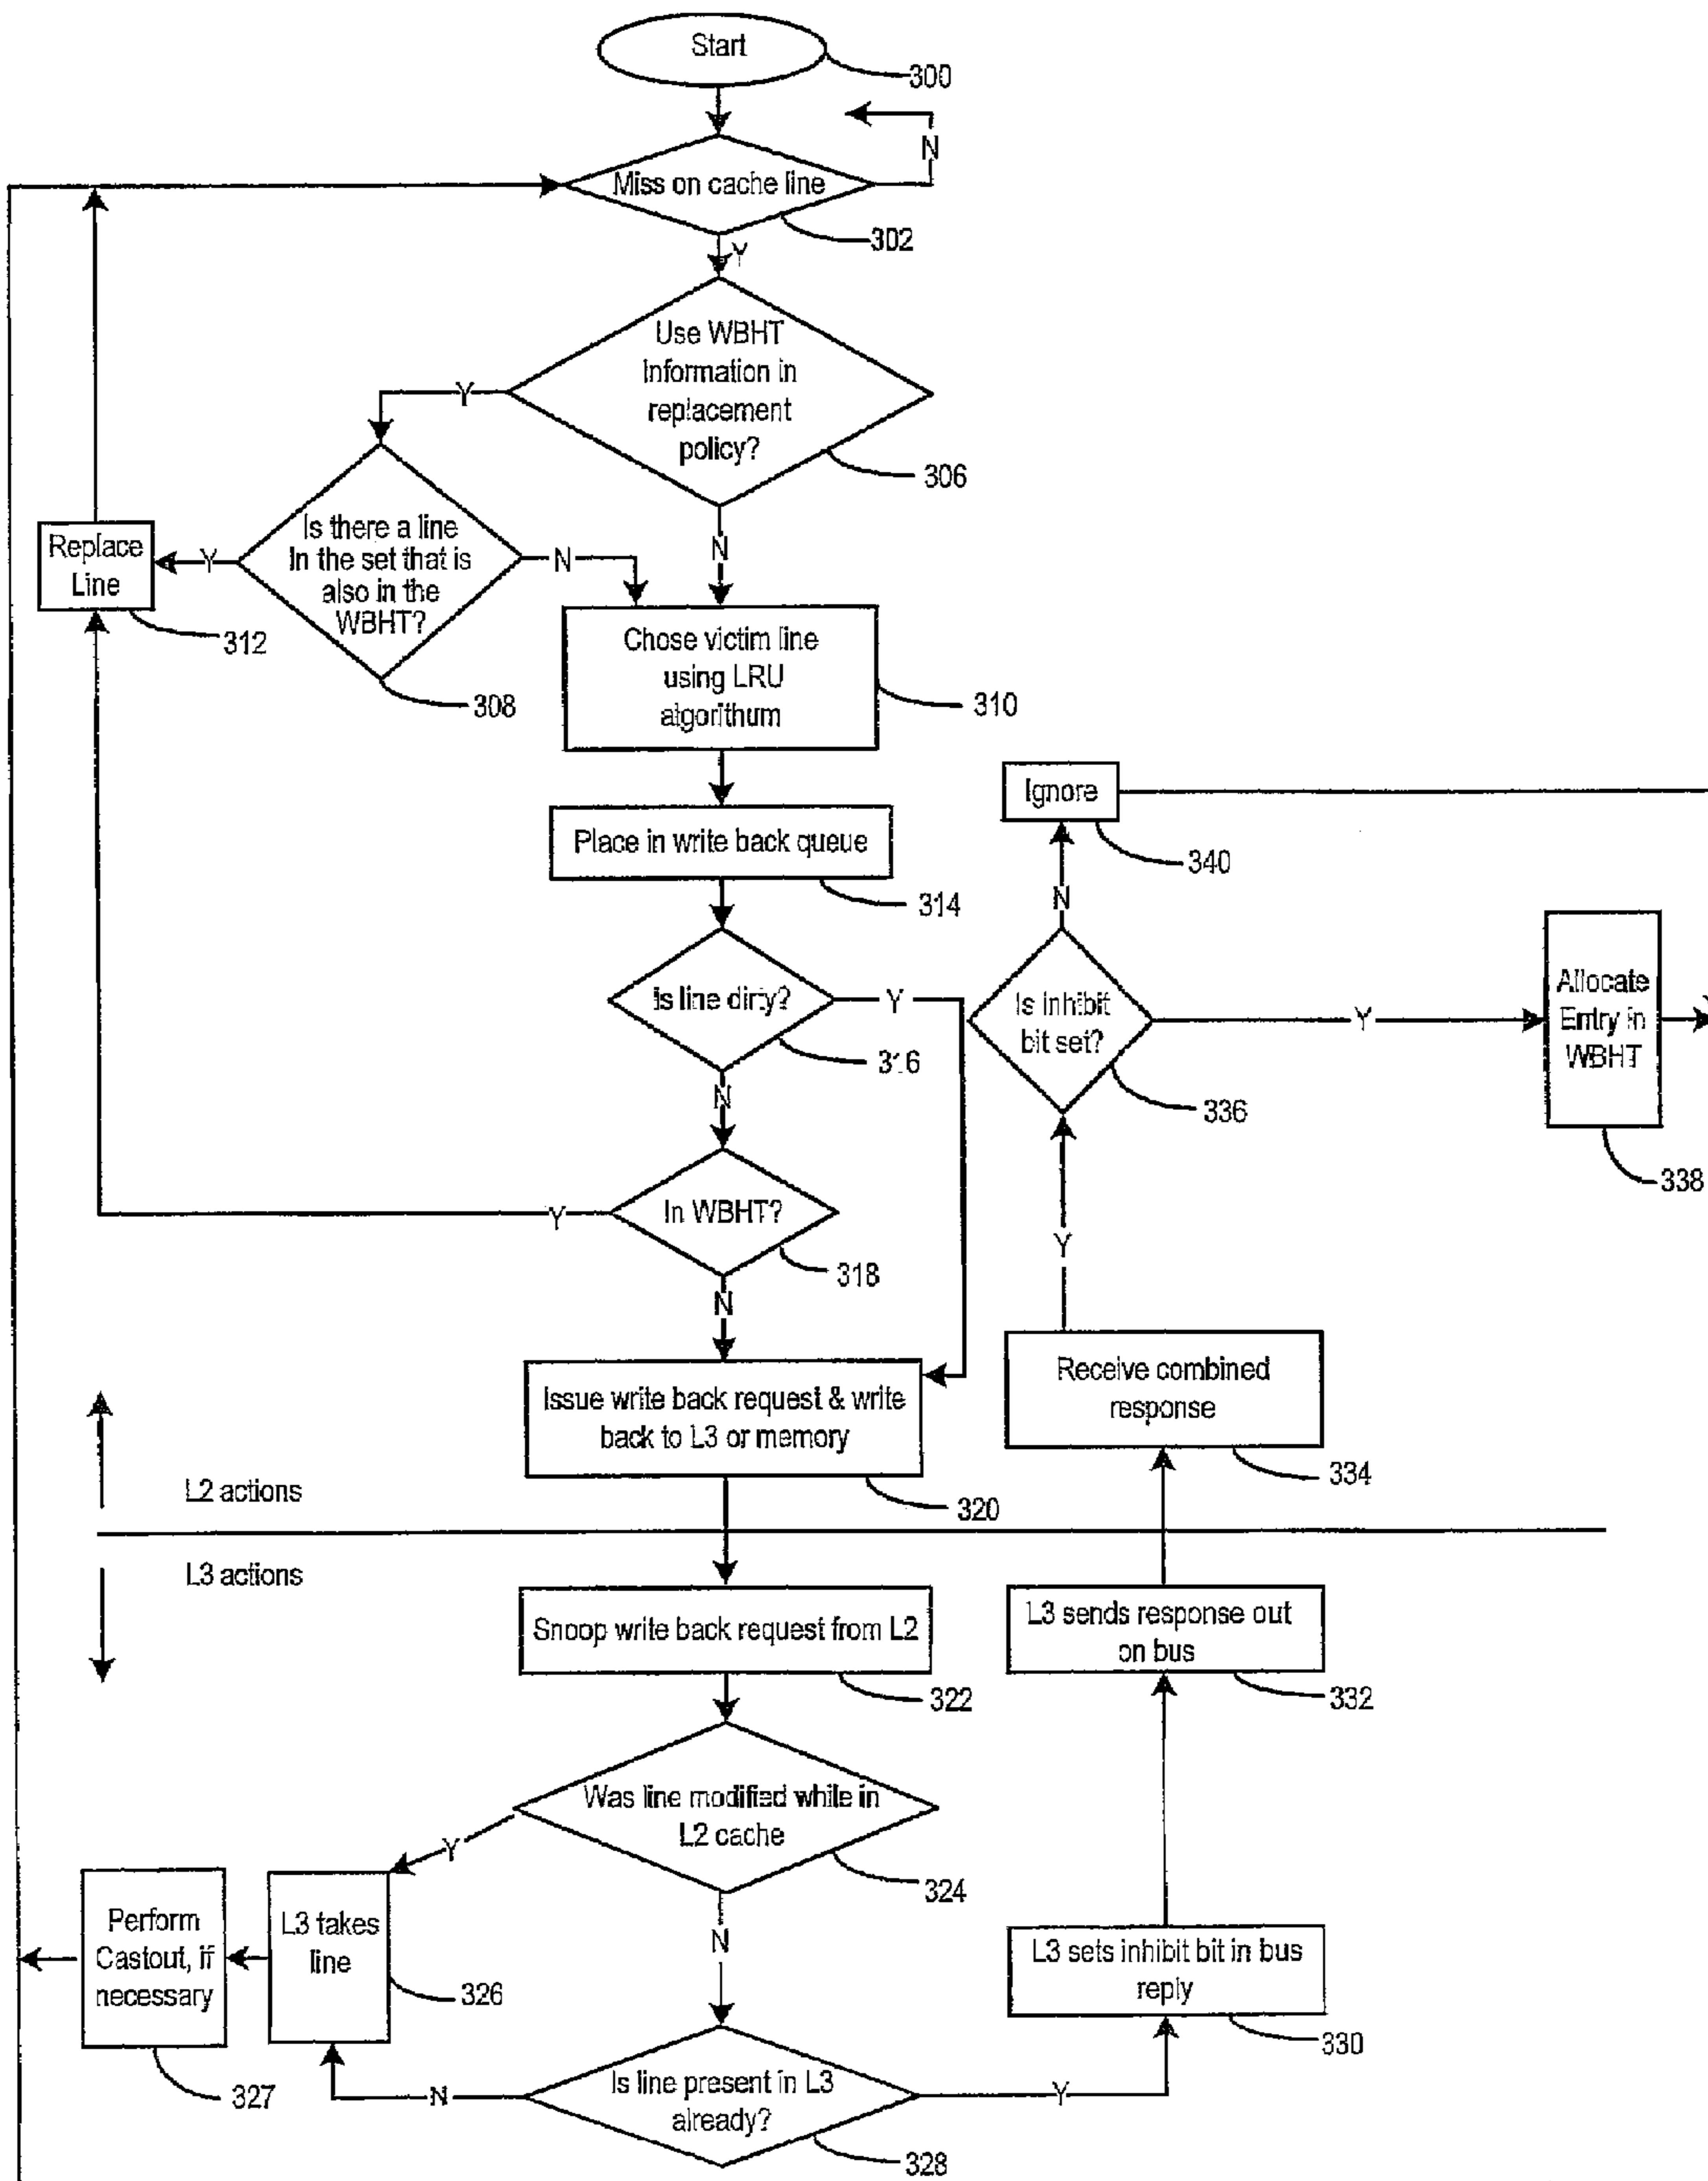 Start
300
N
Miss on cache line
302
Y
Use WBHT
Information in
replacement
policy?
306
Y
N
Is there a line
In the set that is
also in the
WBHT?
308
Y
N
Replace
Line
312
Chose victim line
using LRU
algorithum
310
Place in write back queue
314
Is line dirty?
316
Y
N
In WBHT?
318
Y
N
Issue write back request & write
back to L3 or memory
320
Ignore
340
N
Is inhibit
bit set?
336
Y
Allocate
Entry in
WBHT
338
Y
Receive combined
response
334
L2 actions
L3 actions
Snoop write back request from L2
322
L3 sends response out
on bus
332
Was line modified while in
L2 cache
324
Y
N
Perform
Castout, if
necessary
327
L3 takes
line
326
L3 sets inhibit bit in bus
reply
330
Is line present in L3
already?
328
N
Y